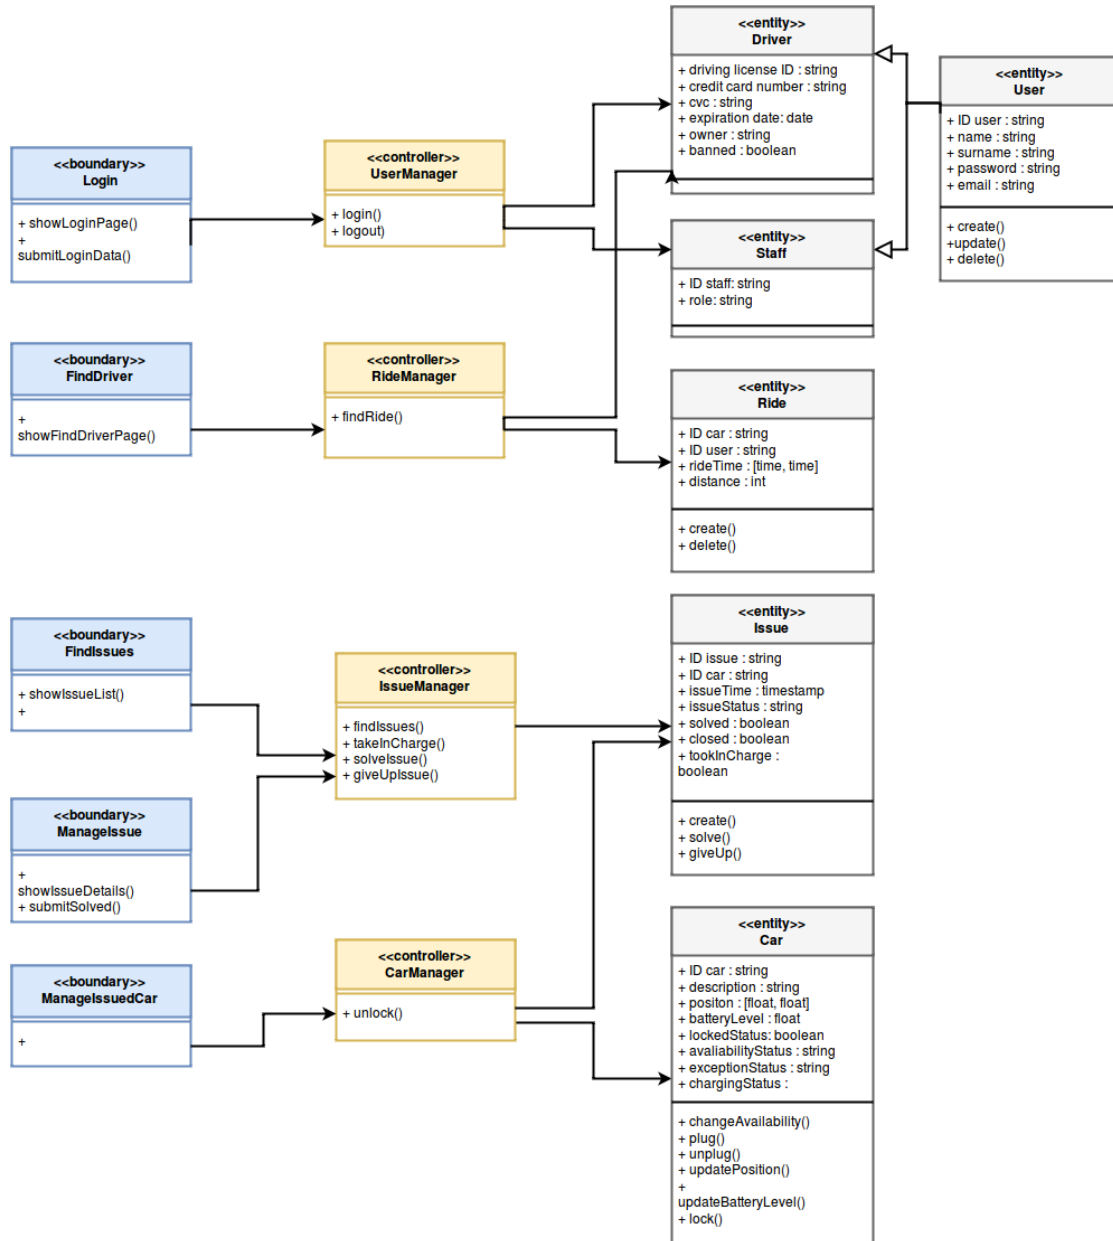 <<entity>>
Driver
+ driving license ID : string
+ credit card number : string
+ cvc : string
+ expiration date: date
+ owner : string
+ banned : boolean
<<entity>>
User
+ ID user : string
+ name : string
+ surname : string
+ password : string
+ email : string
+ create()
+update()
+ delete()
<<boundary>>
Login
+ showLoginPage()
+
submitLoginData()
<<controller>>
UserManager
+ login()
+ logout)
<<entity>>
Staff
+ ID staff: string
+ role: string
<<boundary>>
FindDriver
+
showFindDriverPage()
<<controller>>
RideManager
+ findRide()
<<entity>>
Ride
+ ID car : string
+ ID user : string
+ rideTime : [time, time]
+ distance : int
+ create()
+ delete()
<<boundary>>
FindIssues
+ showIssueList()
+
<<controller>>
IssueManager
+ findIssues()
+ takeInCharge()
+ solveIssue()
+ giveUpIssue()
<<entity>>
Issue
+ ID issue : string
+ ID car : string
+ issueTime : timestamp
+ issueStatus : string
+ solved : boolean
+ closed : boolean
+ tookInCharge :
boolean
+ create()
+ solve()
+ giveUp()
<<boundary>>
ManageIssue
+
showIssueDetails()
+ submitSolved()
<<boundary>>
ManageIssuedCar
+
<<controller>>
CarManager
+ unlock()
<<entity>>
Car
+ ID car : string
+ description : string
+ positon : [float, float]
+ batteryLevel : float
+ lockedStatus: boolean
+ avaliabilityStatus : string
+ exceptionStatus : string
+ chargingStatus :
+ changeAvailability()
+ plug()
+ unplug()
+ updatePosition()
+
updateBatteryLevel()
+ lock()